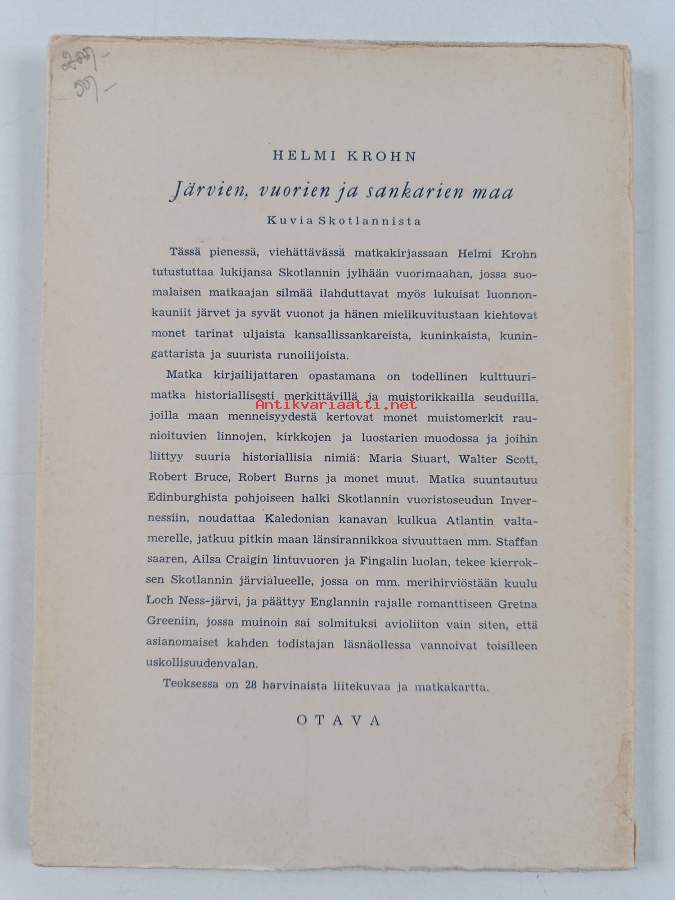 200,-
50,-
HELMI KROHN
Järvien, vuorien ja sankarien maa
Kuvia Skotlannista
Tässä pienessä, viehättävässä matkakirjassaan Helmi Krohn
tutustuttaa lukijansa Skotlannin jylhään vuorimaahan, jossa suo-
malaisen matkaajan silmää ilahduttavat myös lukuisat luonnon-
kauniit järvet ja syvät vuonot ja hänen mielikuvitustaan kiehtovat
monet tarinat uljaista kansallissankareista, kuninkaista, kunin-
gattarista ja suurista runoilijoista.
Matka kirjailijattaren opastamana on todellinen kulttuuri-
matka historiallisesti merkittävillä ja muistorikkailla seuduilla,
Antikvariaatti.net
joilla maan menneisyydestä kertovat monet muistomerkit rau-
nioituvien linnojen, kirkkojen ja luostarien muodossa ja joihin
liittyy suuria historiallisia nimiä: Maria Stuart, Walter Scott,
Robert Bruce, Robert Burns ja monet muut. Matka suuntautuu
Edinburghista pohjoiseen halki Skotlannin vuoristoseudun Inver-
nessiin, noudattaa Kaledonian kanavan kulkua Atlantin valta-
merelle, jatkuu pitkin maan länsirannikkoa sivuuttaen mm. Staffan
saaren, Ailsa Craigin lintuvuoren ja Fingalin luolan, tekee kierrok-
sen Skotlannin järvialueelle, jossa on mm. merihirviöstään kuulu
Loch Ness-järvi, ja päättyy Englannin rajalle romanttiseen Gretna
Greeniin, jossa muinoin sai solmituksi avioliiton vain siten, että
asianomaiset kahden todistajan läsnäollessa vannoivat toisilleen
uskollisuudenvalan.
Teoksessa on 28 harvinaista liitekuvaa ja matkakartta.
OTAVA